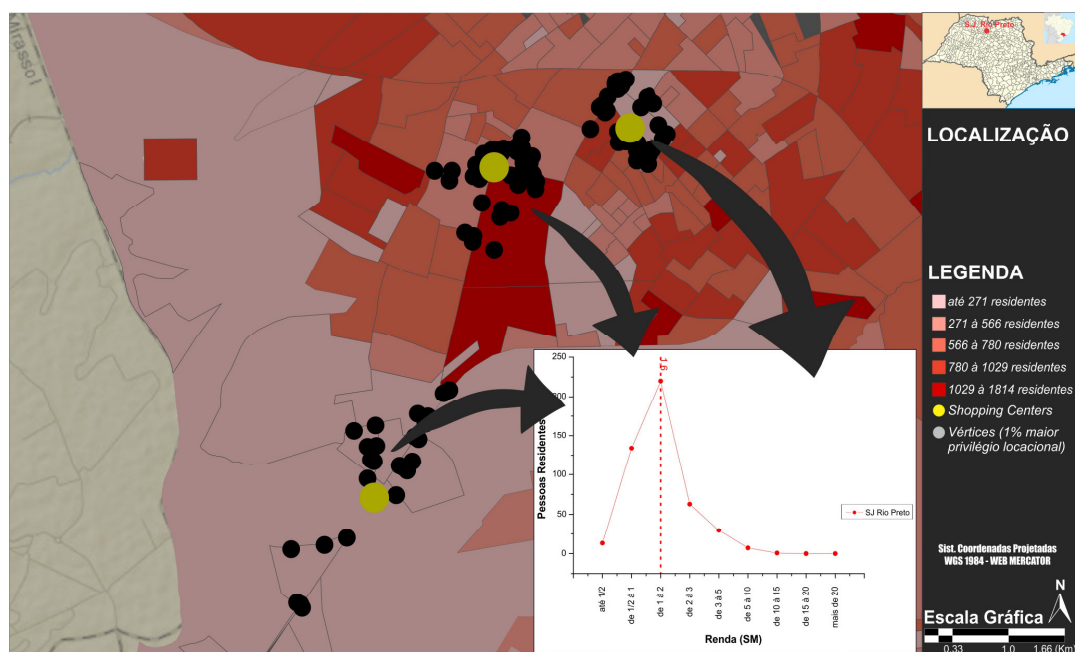 Mirassol
S.J. Rio Preto
LOCALIZAÇÃO
LEGENDA
até 271 residentes
271 à 566 residentes
566 à 780 residentes
780 à 1029 residentes
1029 à 1814 residentes
Shopping Centers
Vértices (1% maior
privilégio locacional)
Sist. Coordenadas Projetadas
WGS 1984 - WEB MERCATOR
N
Escala Gráfica
0.33 1.0 1.66 (Km)
250
200
150
100
50
0
Pessoas Residentes
1,6
SJ Rio Preto
até 1/2
de 1/2 à 1
de 1 à 2
de 2 à 3
de 3 à 5
de 5 à 10
de 10 à 15
de 15 à 20
mais de 20
Renda (SM)